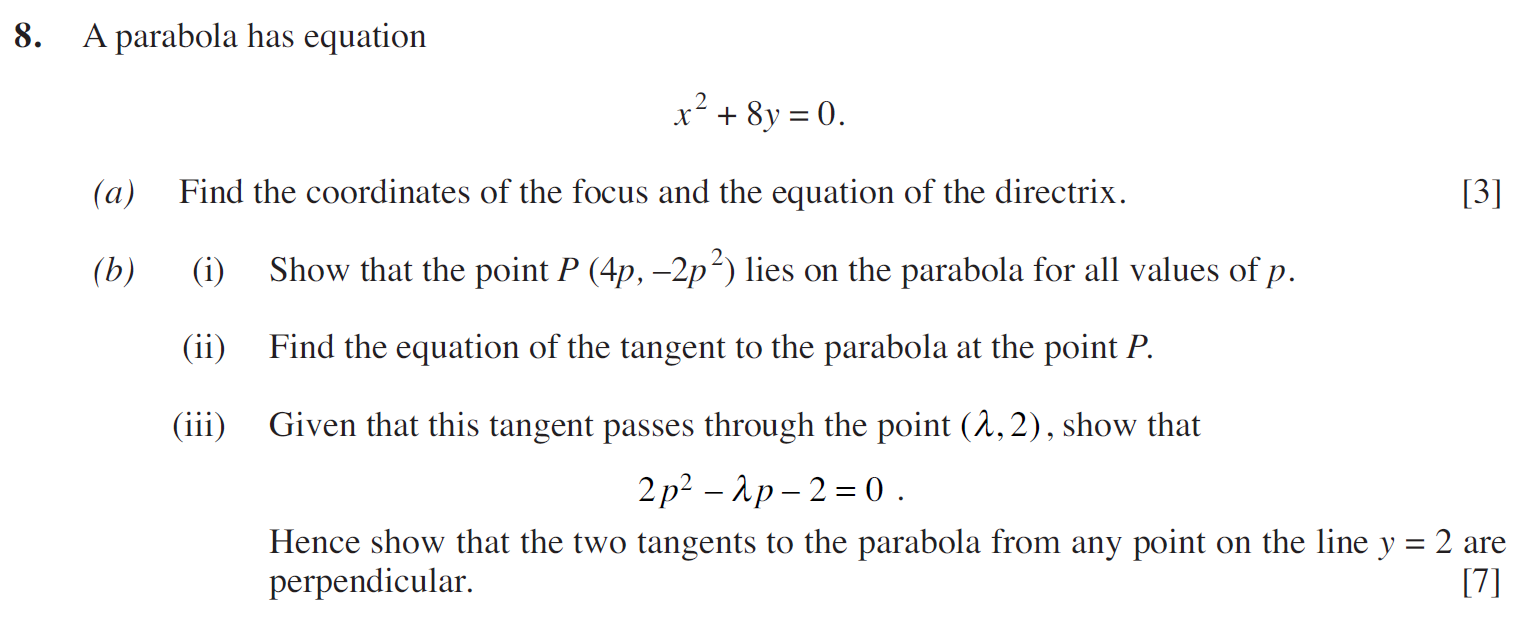 8. A parabola has equation
x² + 8y = 0.
(a) Find the coordinates of the focus and the equation of the directrix. [3]
(b) (i) Show that the point P (4p, –2p²) lies on the parabola for all values of p.
(ii) Find the equation of the tangent to the parabola at the point P.
(iii) Given that this tangent passes through the point (λ, 2), show that
2p² – λp – 2 = 0 .
Hence show that the two tangents to the parabola from any point on the line y = 2 are
perpendicular. [7]